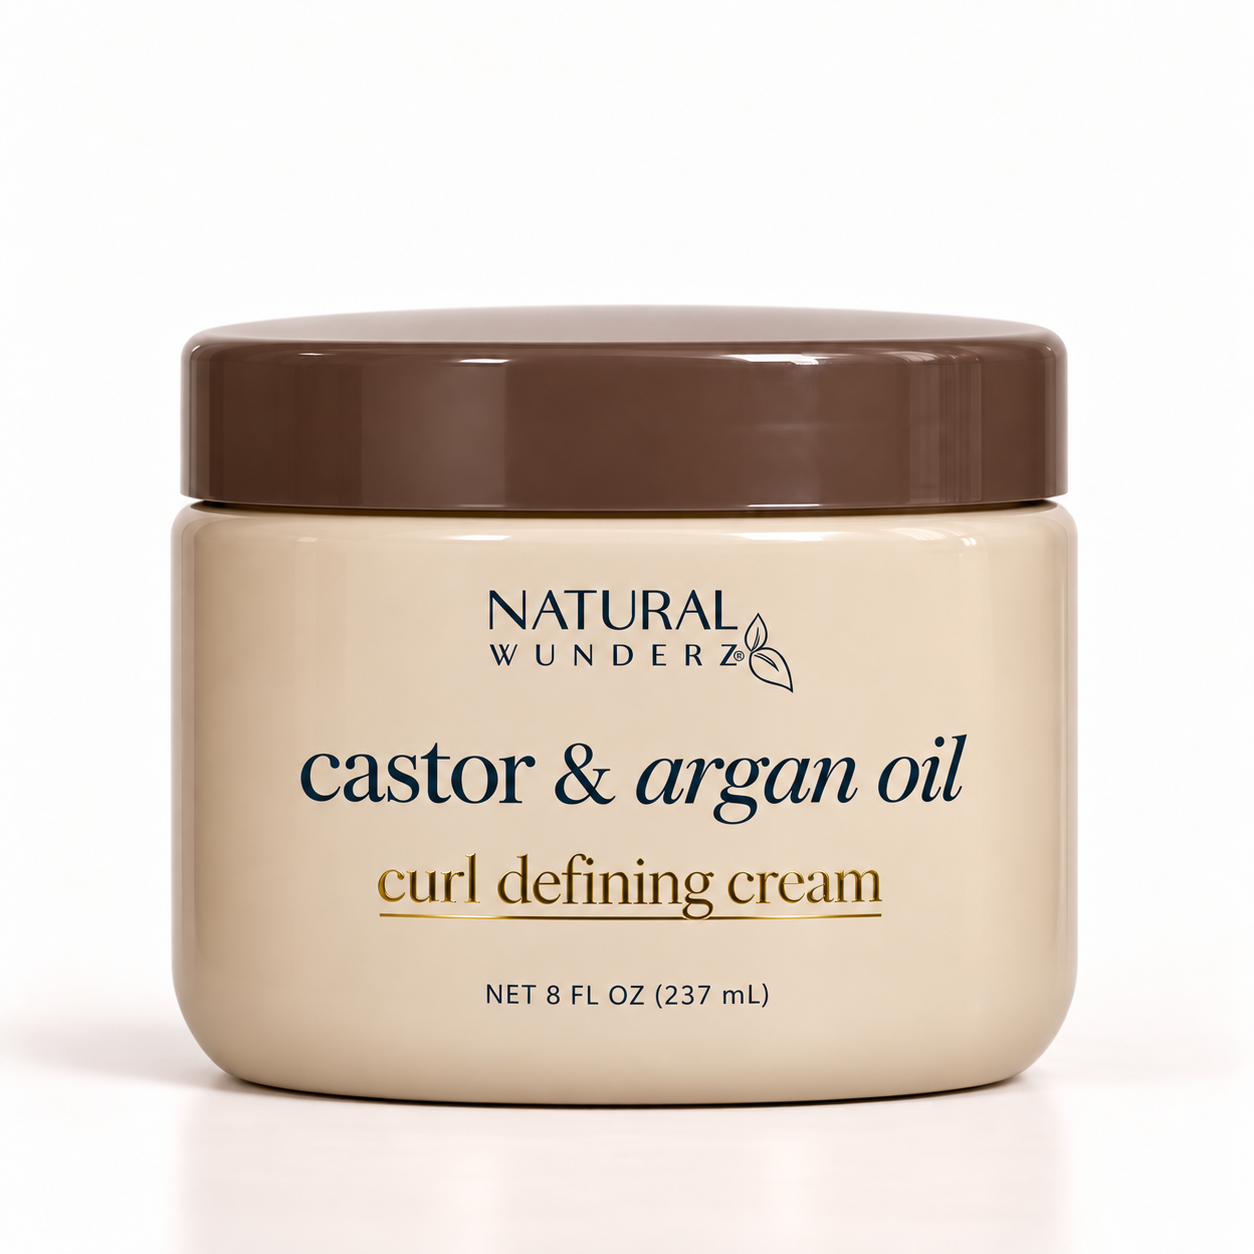 NATURAL
WUNDERZ®
castor & argan oil
curl defining cream
NET 8 FL OZ (237 mL)